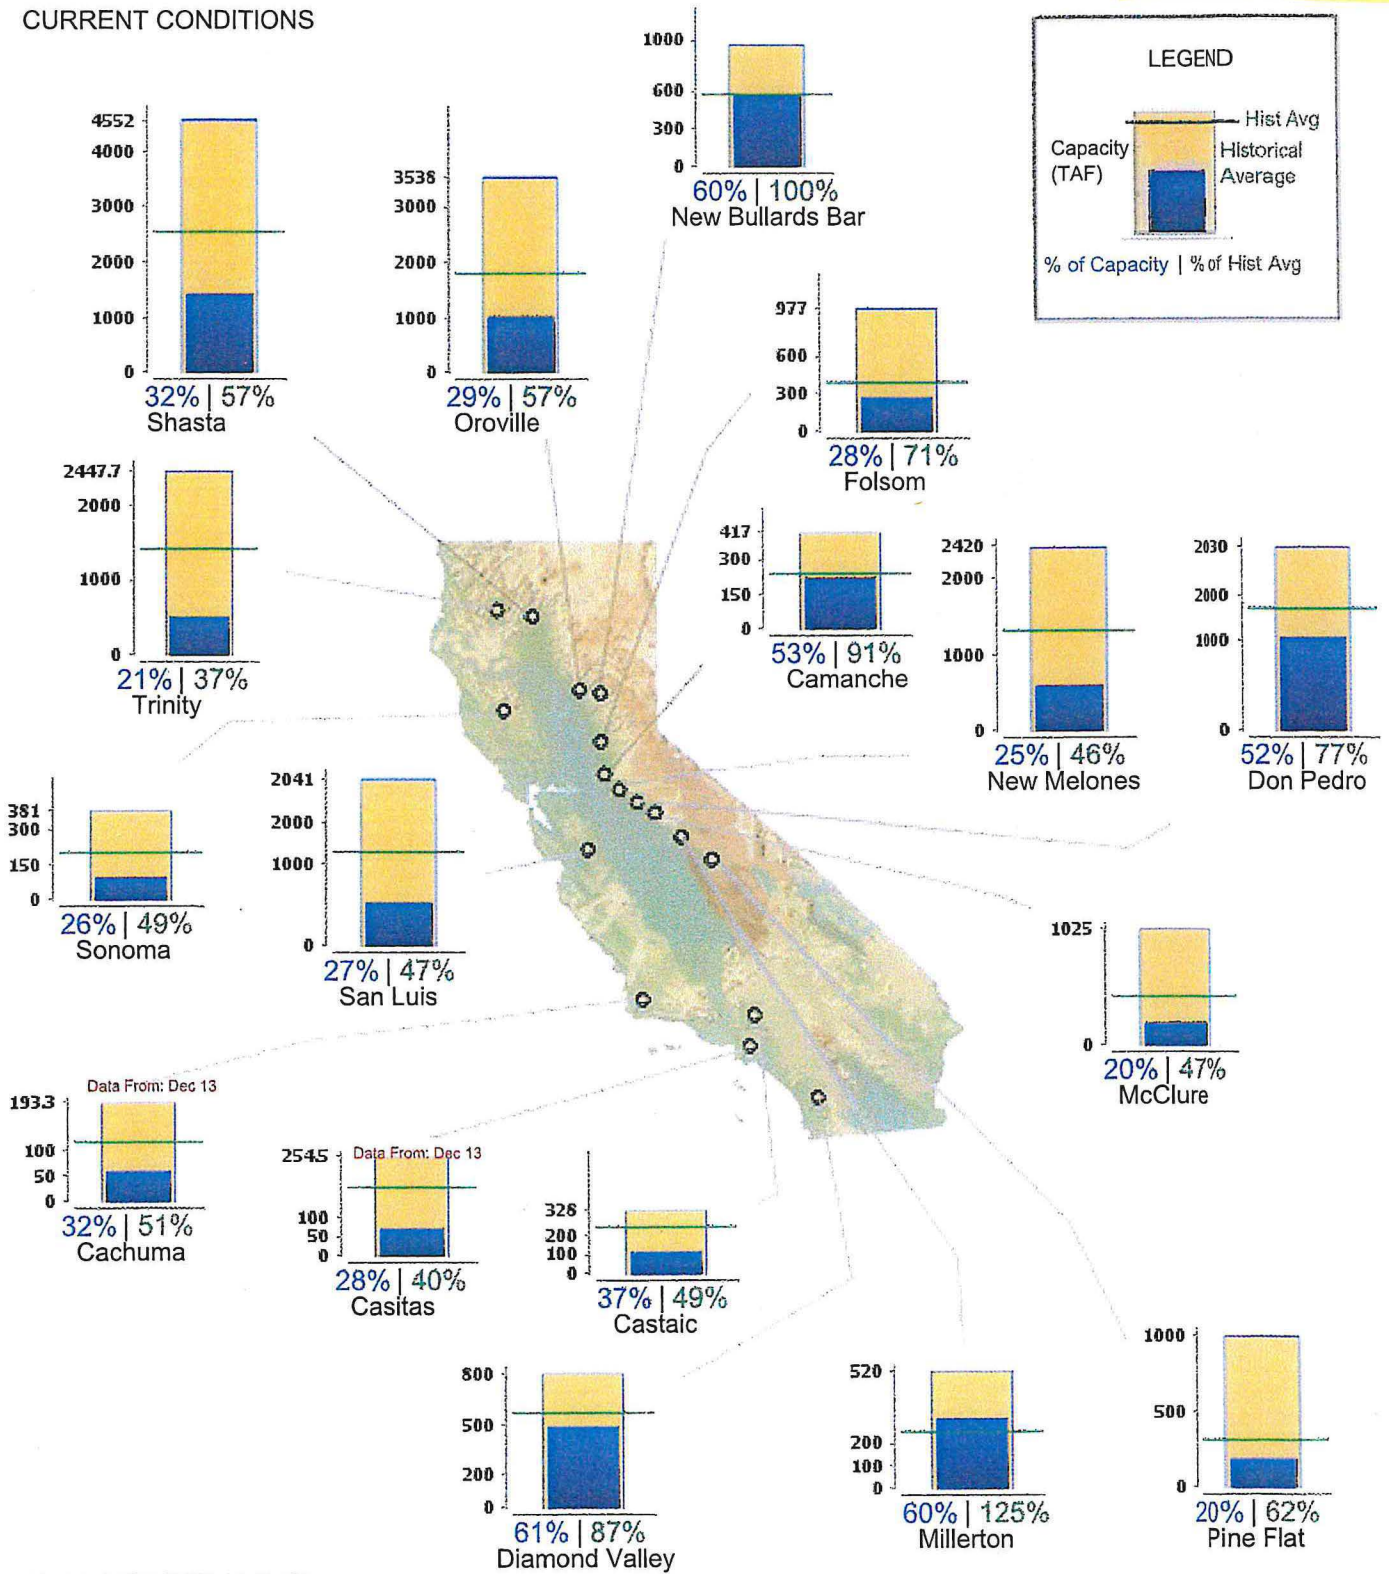 CURRENT CONDITIONS
LEGEND
Hist Avg
Capacity
(TAF)
Historical
Average
% of Capacity | % of Hist Avg
1000
600
300
0
60% | 100%
New Bullards Bar
4552
4000
3000
2000
1000
0
32% | 57%
Shasta
3538
3000
2000
1000
0
29% | 57%
Oroville
977
600
300
0
28% | 71%
Folsom
2447.7
2000
1000
0
21% | 37%
Trinity
417
300
150
0
53% | 91%
Camanche
2420
2000
1000
0
25% | 46%
New Melones
2030
2000
1000
0
52% | 77%
Don Pedro
381
300
150
0
26% | 49%
Sonoma
2041
2000
1000
0
27% | 47%
San Luis
1025
0
20% | 47%
McClure
Data From: Dec 13
193.3
100
50
0
32% | 51%
Cachuma
Data From: Dec 13
254.5
100
50
0
28% | 40%
Casitas
328
200
100
0
37% | 49%
Castaic
800
500
200
0
61% | 87%
Diamond Valley
520
200
100
0
60% | 125%
Millerton
1000
500
0
20% | 62%
Pine Flat